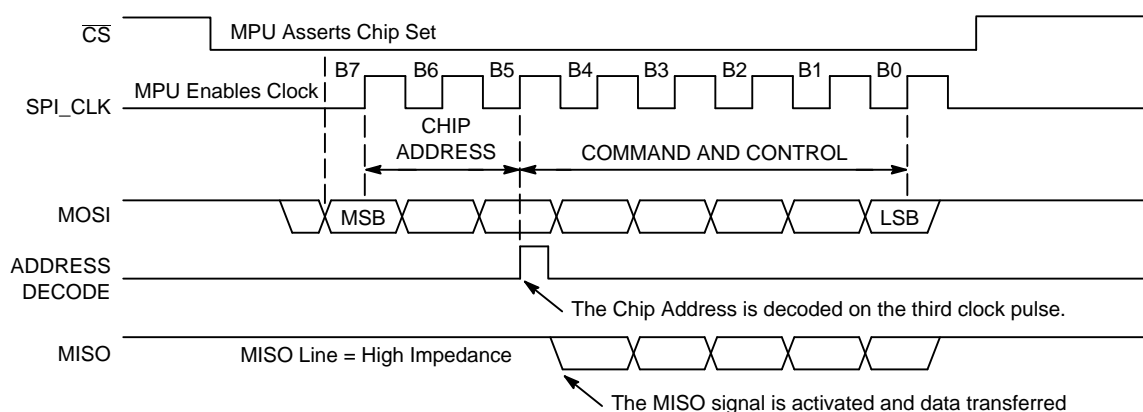 CS
MPU Asserts Chip Set
B7 B6 B5 B4 B3 B2 B1 B0
MPU Enables Clock
SPI_CLK
CHIP
ADDRESS
COMMAND AND CONTROL
MOSI
MSB
LSB
ADDRESS
DECODE
The Chip Address is decoded on the third clock pulse.
MISO
MISO Line = High Impedance
The MISO signal is activated and data transferred